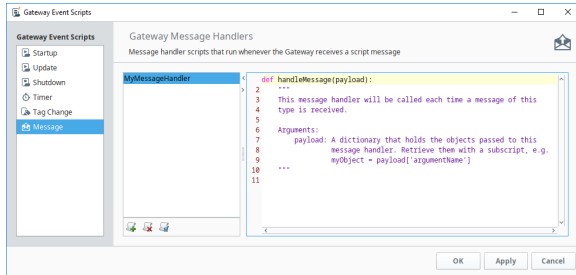 Gateway Event Scripts
Gateway Event Scripts
Startup
Update
Shutdown
Timer
Tag Change
Message
Gateway Message Handlers
Message handler scripts that run whenever the Gateway receives a script message
MyMessageHandler
def handleMessage(payload):
2 """
3 This message handler will be called each time a message of this
4 type is received.
5
6 Arguments:
7 payload: A dictionary that holds the objects passed to this
8 message handler. Retrieve them with a subscript, e.g.
9 myObject = payload['argumentName']
10 """
11
OK Apply Cancel